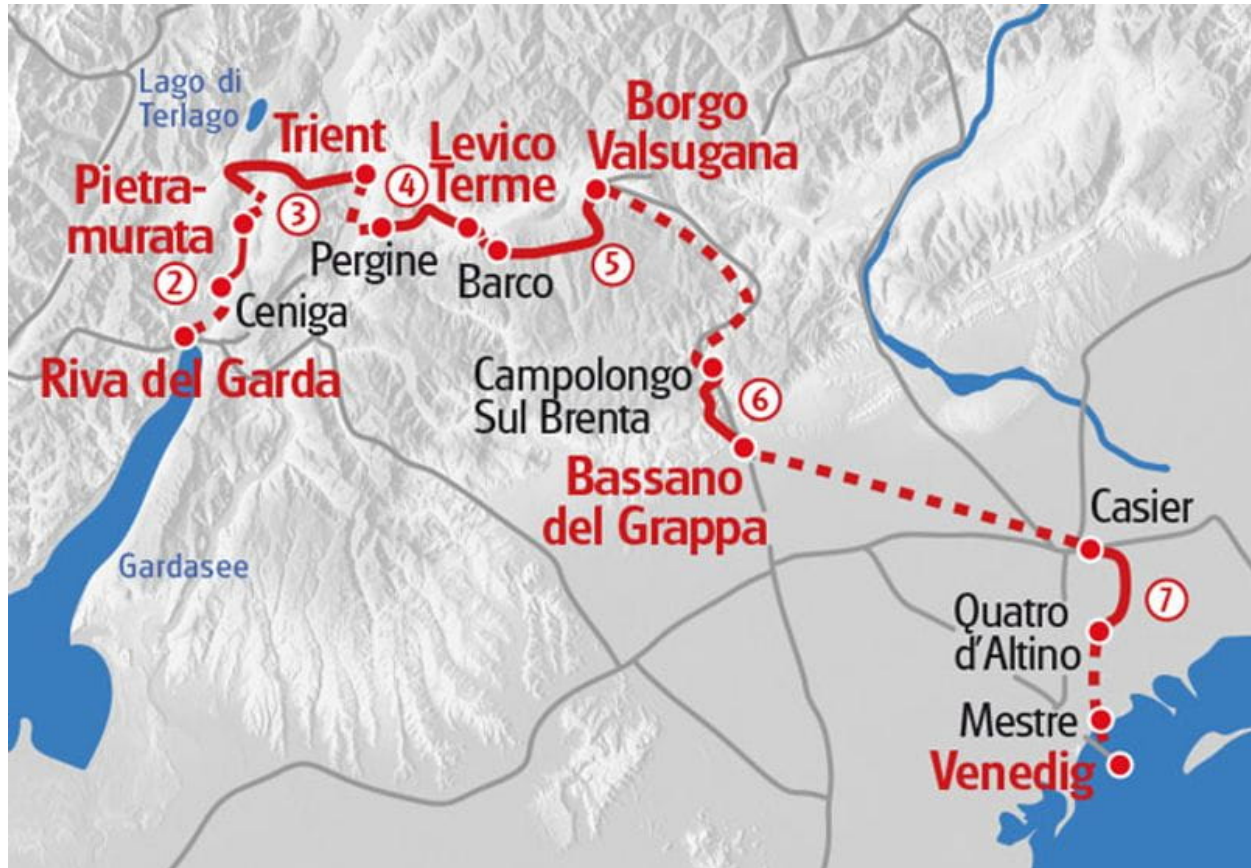 Lago di
Terlago
Trient
Levico
Terme
Borgo
Valsugana
Pietra-
murata
4
3
Pergine
Barco
5
2
Ceniga
Riva del Garda
Campolongo
Sul Brenta
6
Bassano
del Grappa
Casier
Gardasee
7
Quatro
d'Altino
Mestre
Venedig